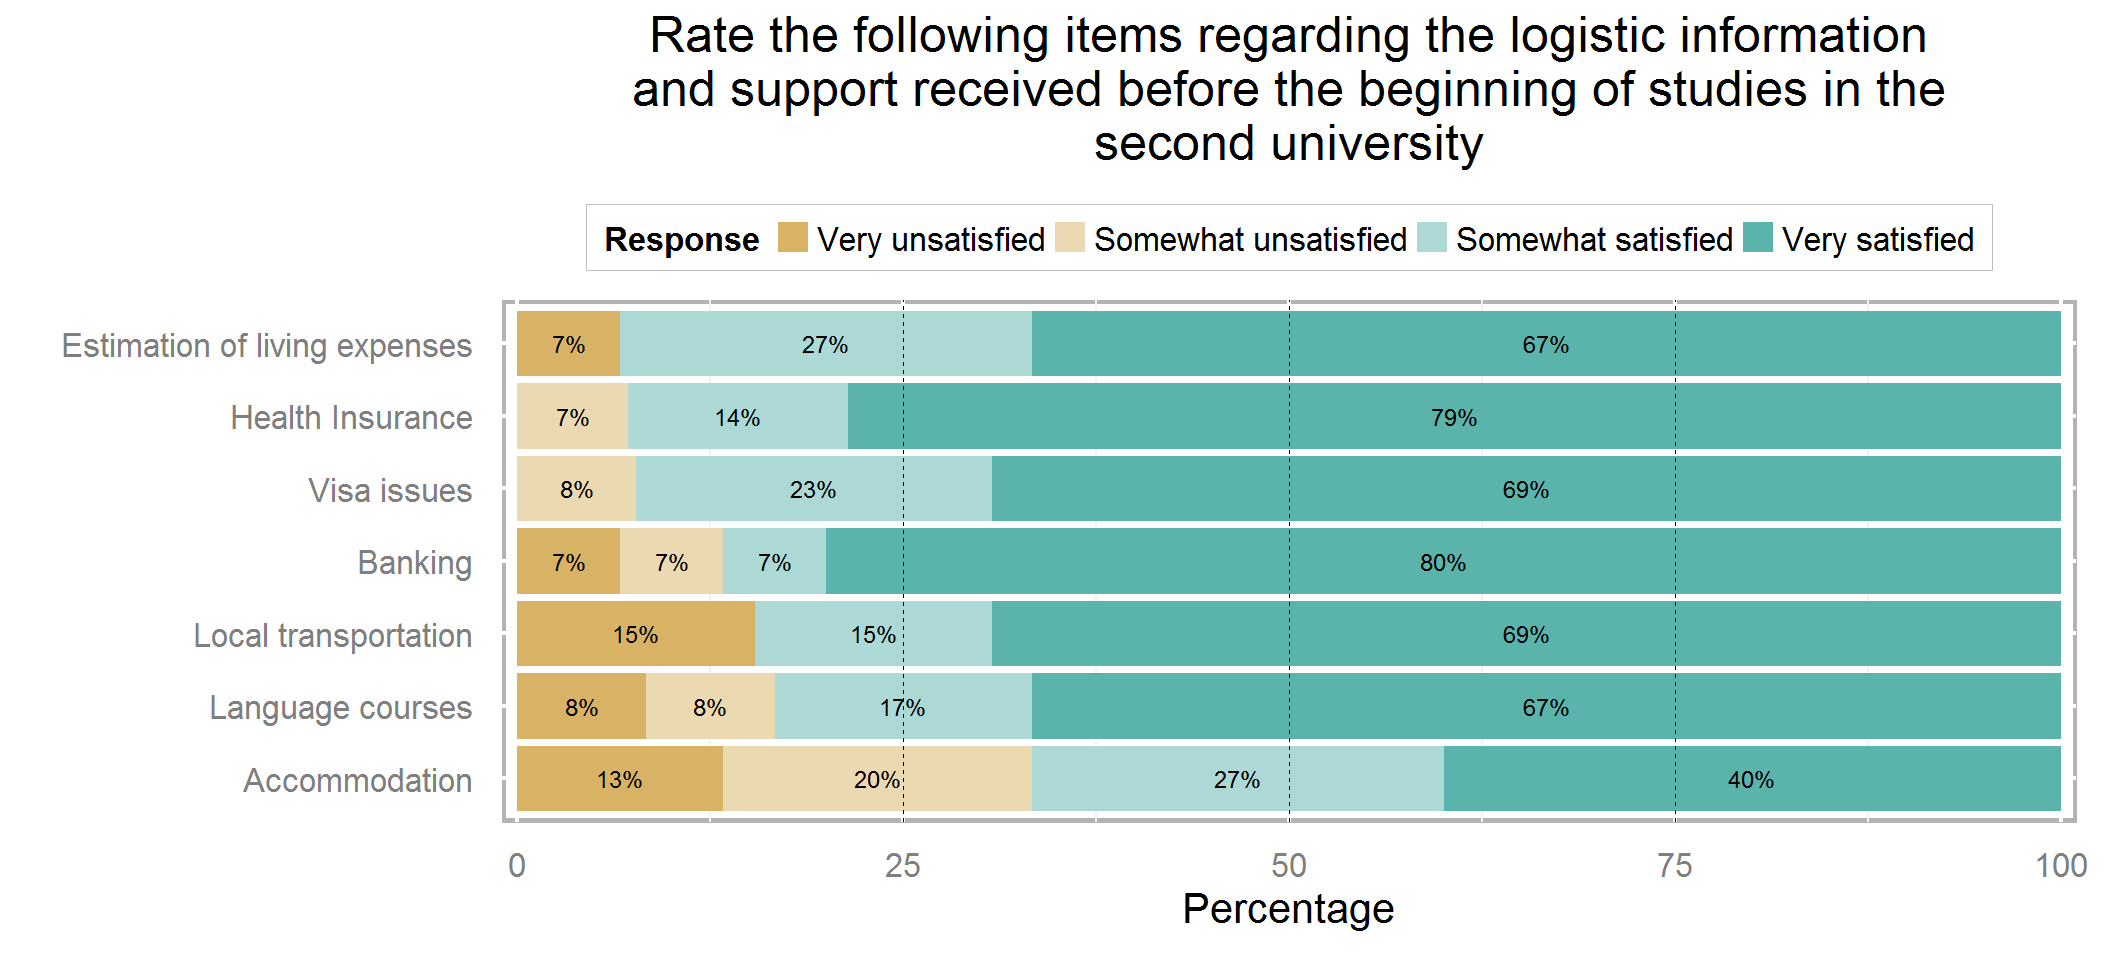 Rate the following items regarding the logistic information
and support received before the beginning of studies in the
second university
Response Very unsatisfied Somewhat unsatisfied Somewhat satisfied Very satisfied
Estimation of living expenses 7% 27% 67%
Health Insurance 7% 14% 79%
Visa issues 8% 23% 69%
Banking 7% 7% 7% 80%
Local transportation 15% 15% 69%
Language courses 8% 8% 17% 67%
Accommodation 13% 20% 27% 40%
0 25 50 75 100
Percentage